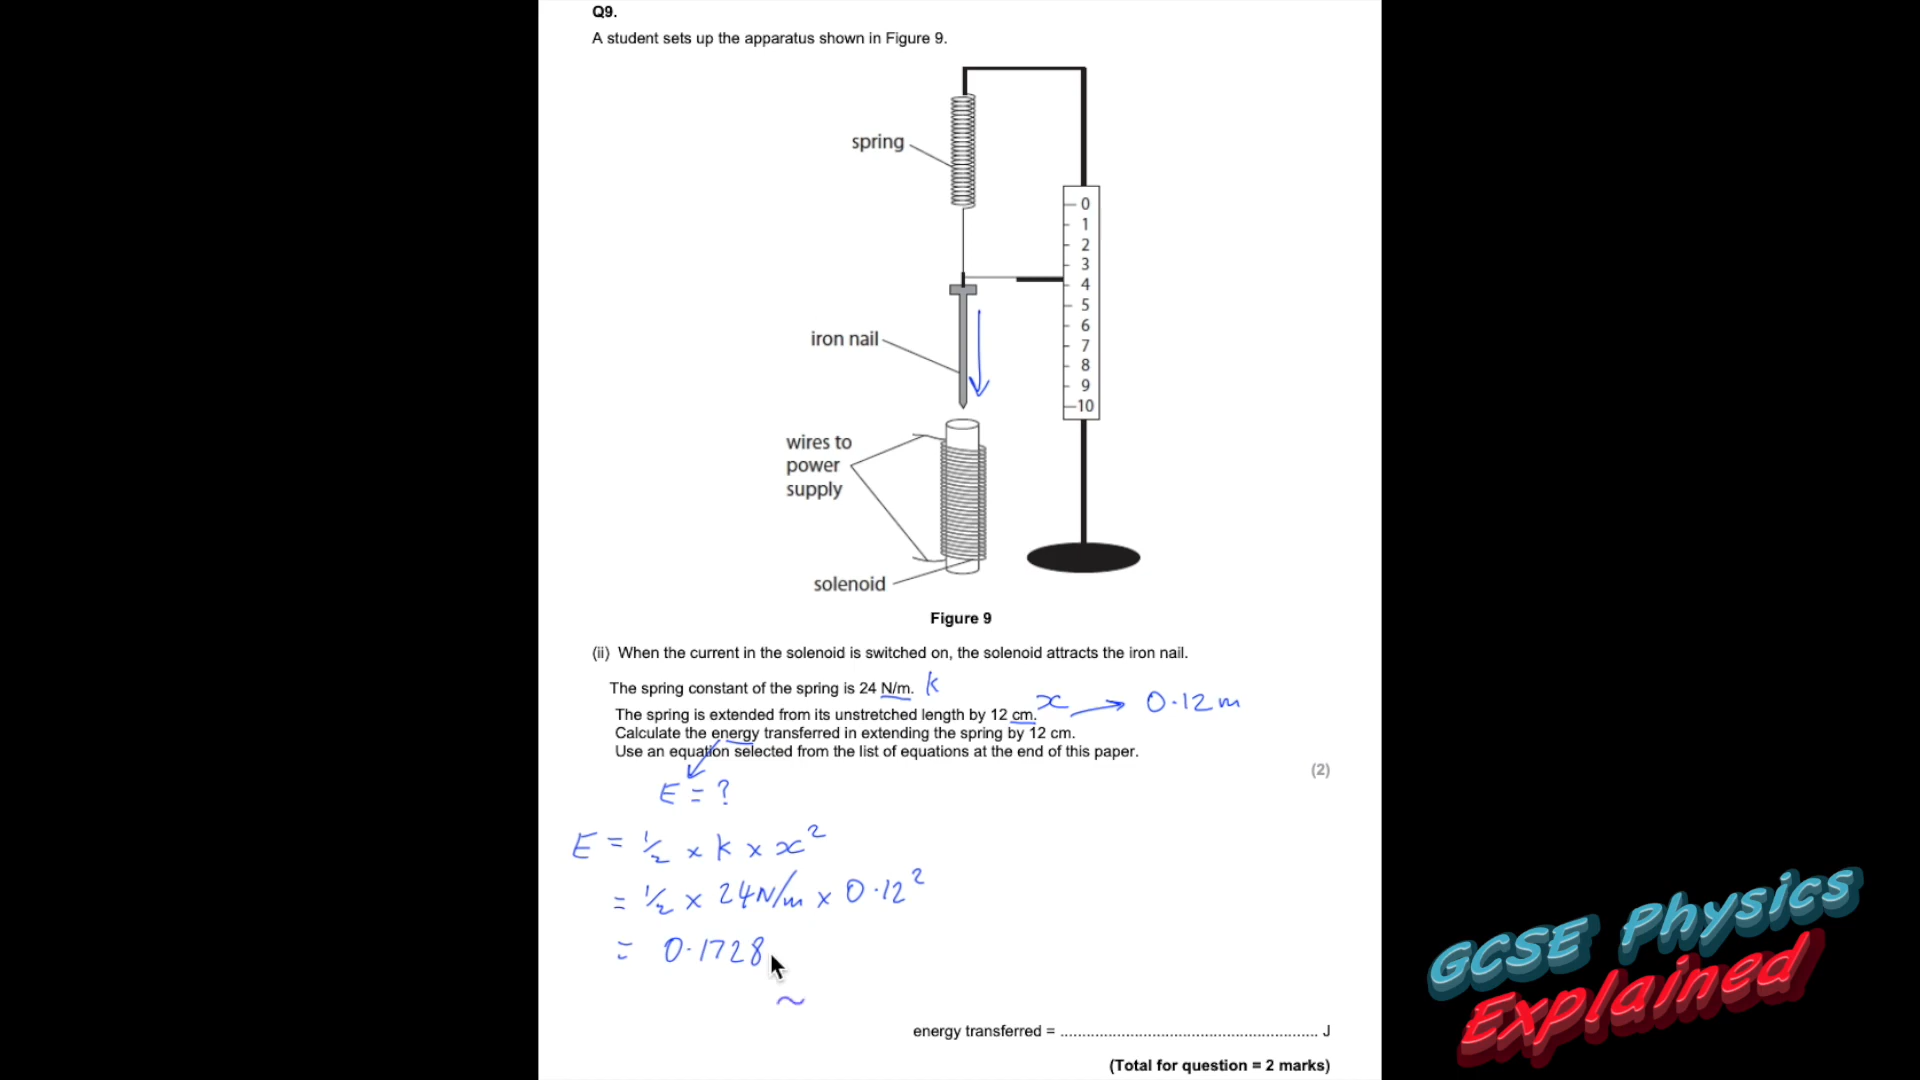 Q9.
A student sets up the apparatus shown in Figure 9.
spring
0
1
2
3
4
5
6
7
8
9
10
iron nail
wires to
power
supply
solenoid
Figure 9
(ii) When the current in the solenoid is switched on, the solenoid attracts the iron nail.
The spring constant of the spring is 24 N/m. k
The spring is extended from its unstretched length by 12 cm. x → 0.12 m
Calculate the energy transferred in extending the spring by 12 cm.
Use an equation selected from the list of equations at the end of this paper.
(2)
E = ?
E = 1/2 × k × x²
= 1/2 × 24N/m × 0.12²
= 0.1728
~
energy transferred = ........................................................... J
(Total for question = 2 marks)
GCSE Physics
Explained